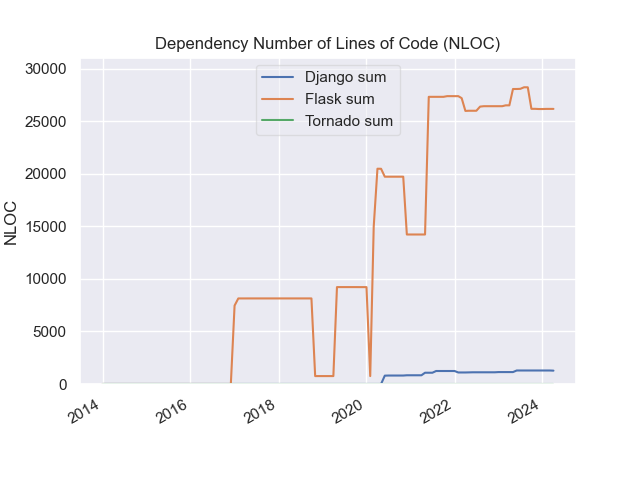 Dependency Number of Lines of Code (NLOC)
Django sum
Flask sum
Tornado sum
NLOC
30000
25000
20000
15000
10000
5000
0
2014
2016
2018
2020
2022
2024